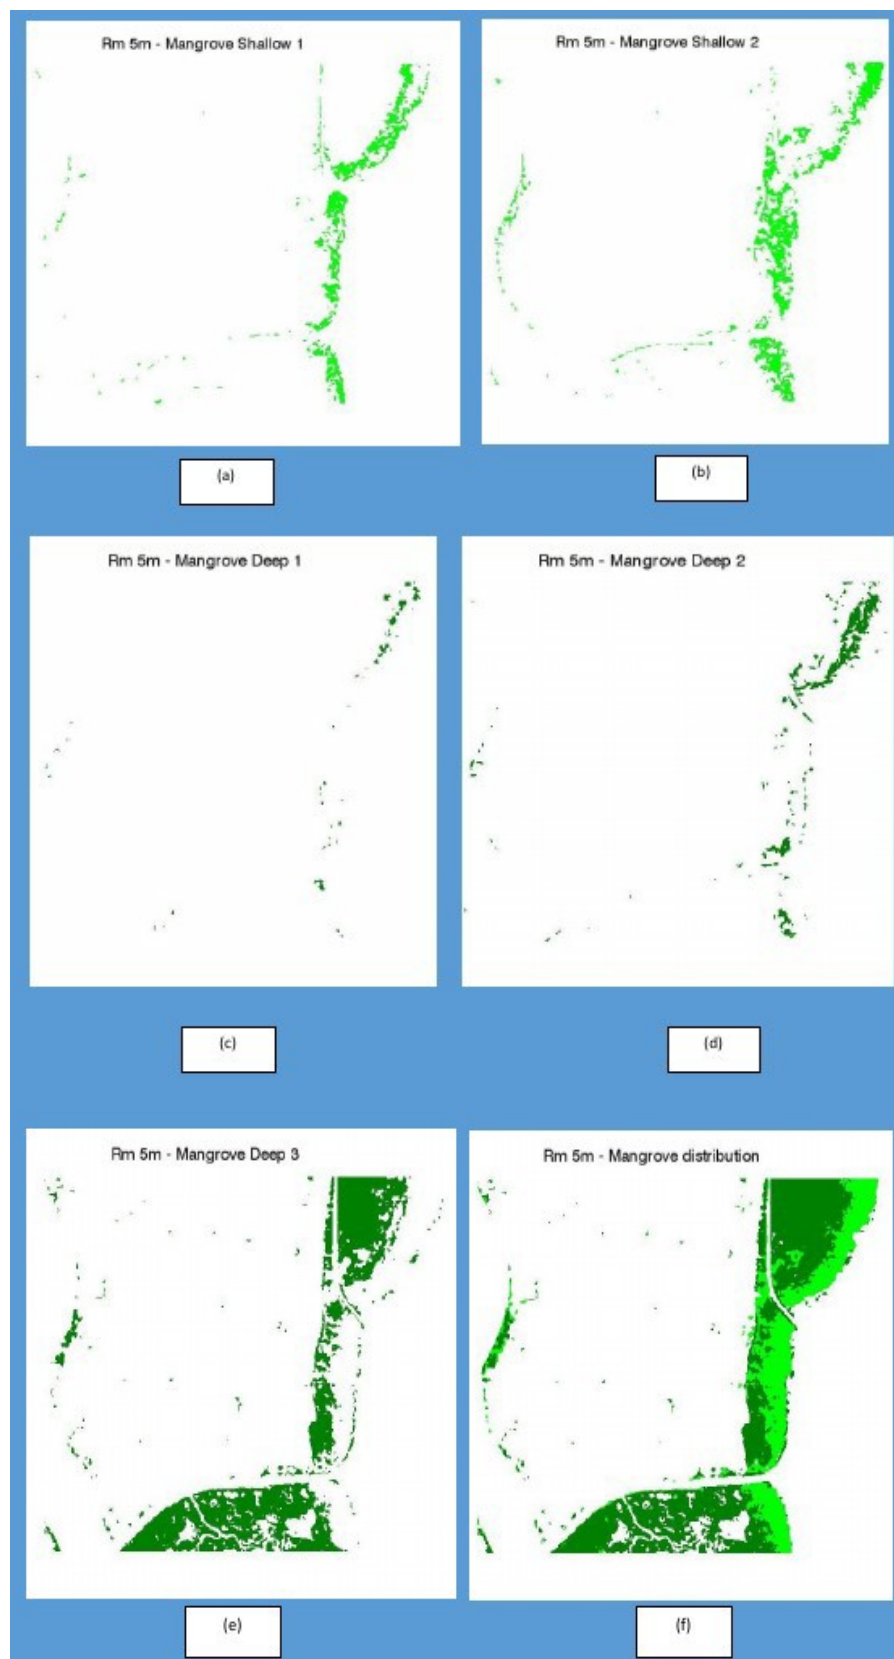 Rm 5m - Mangrove Shallow 1
Rm 5m - Mangrove Shallow 2
(a)
(b)
Rm 5m - Mangrove Deep 1
Rm 5m - Mangrove Deep 2
(c)
(d)
Rm 5m - Mangrove Deep 3
Rm 5m - Mangrove distribution
(e)
(f)